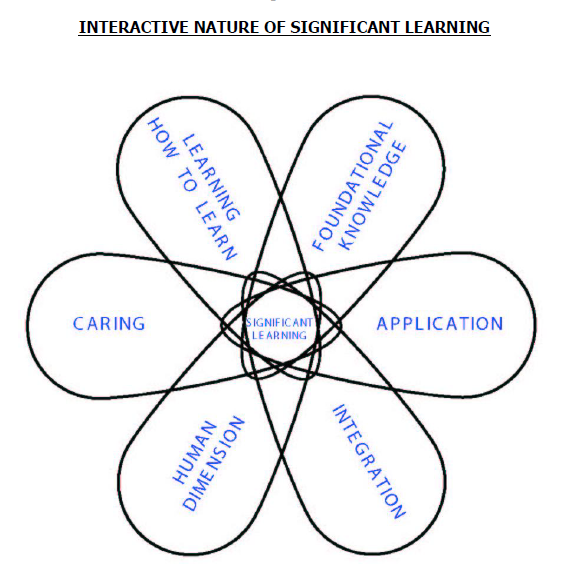 INTERACTIVE NATURE OF SIGNIFICANT LEARNING
LEARNING
HOW TO LEARN
FOUNDATIONAL
KNOWLEDGE
CARING
SIGNIFICANT
LEARNING
APPLICATION
HUMAN
DIMENSION
INTEGRATION